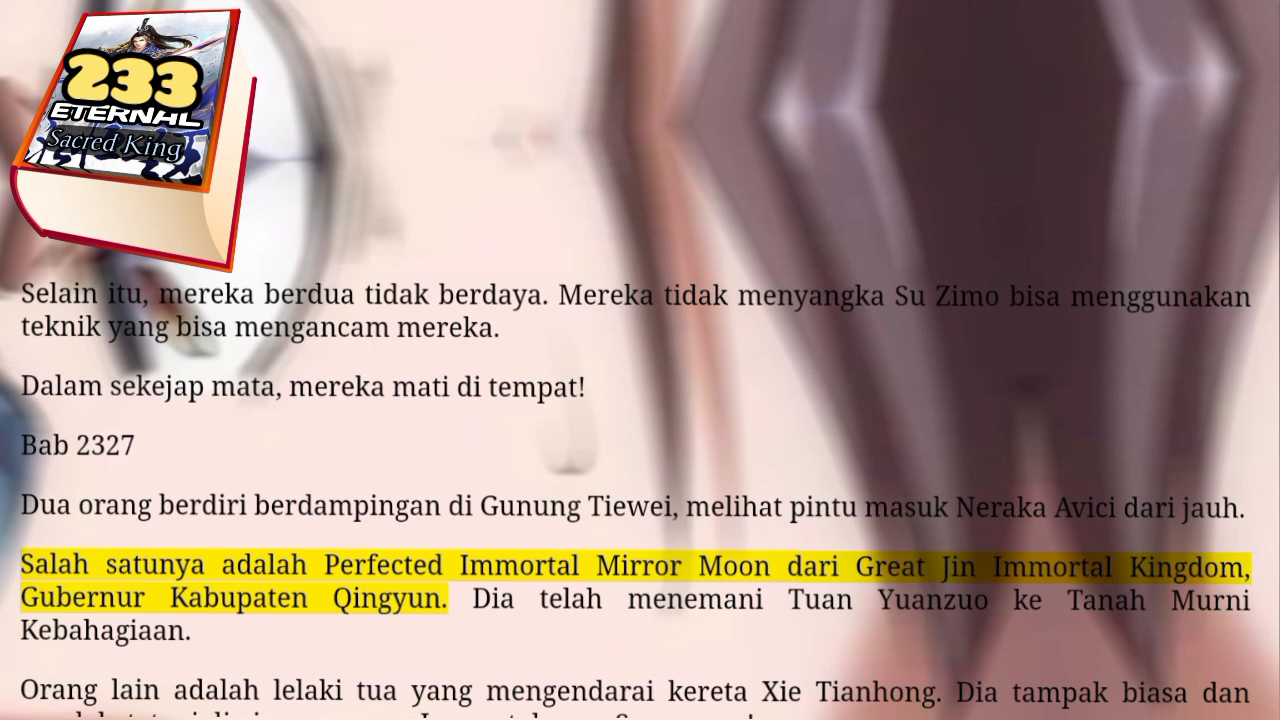 233
ETERNAL
Sacred King
Selain itu, mereka berdua tidak berdaya. Mereka tidak menyangka Su Zimo bisa menggunakan
teknik yang bisa mengancam mereka.
Dalam sekejap mata, mereka mati di tempat!
Bab 2327
Dua orang berdiri berdampingan di Gunung Tiewei, melihat pintu masuk Neraka Avici dari jauh.
Salah satunya adalah Perfected Immortal Mirror Moon dari Great Jin Immortal Kingdom,
Gubernur Kabupaten Qingyun. Dia telah menemani Tuan Yuanzuo ke Tanah Murni
Kebahagiaan.
Orang lain adalah lelaki tua yang mengendarai kereta Xie Tianhong. Dia tampak biasa dan